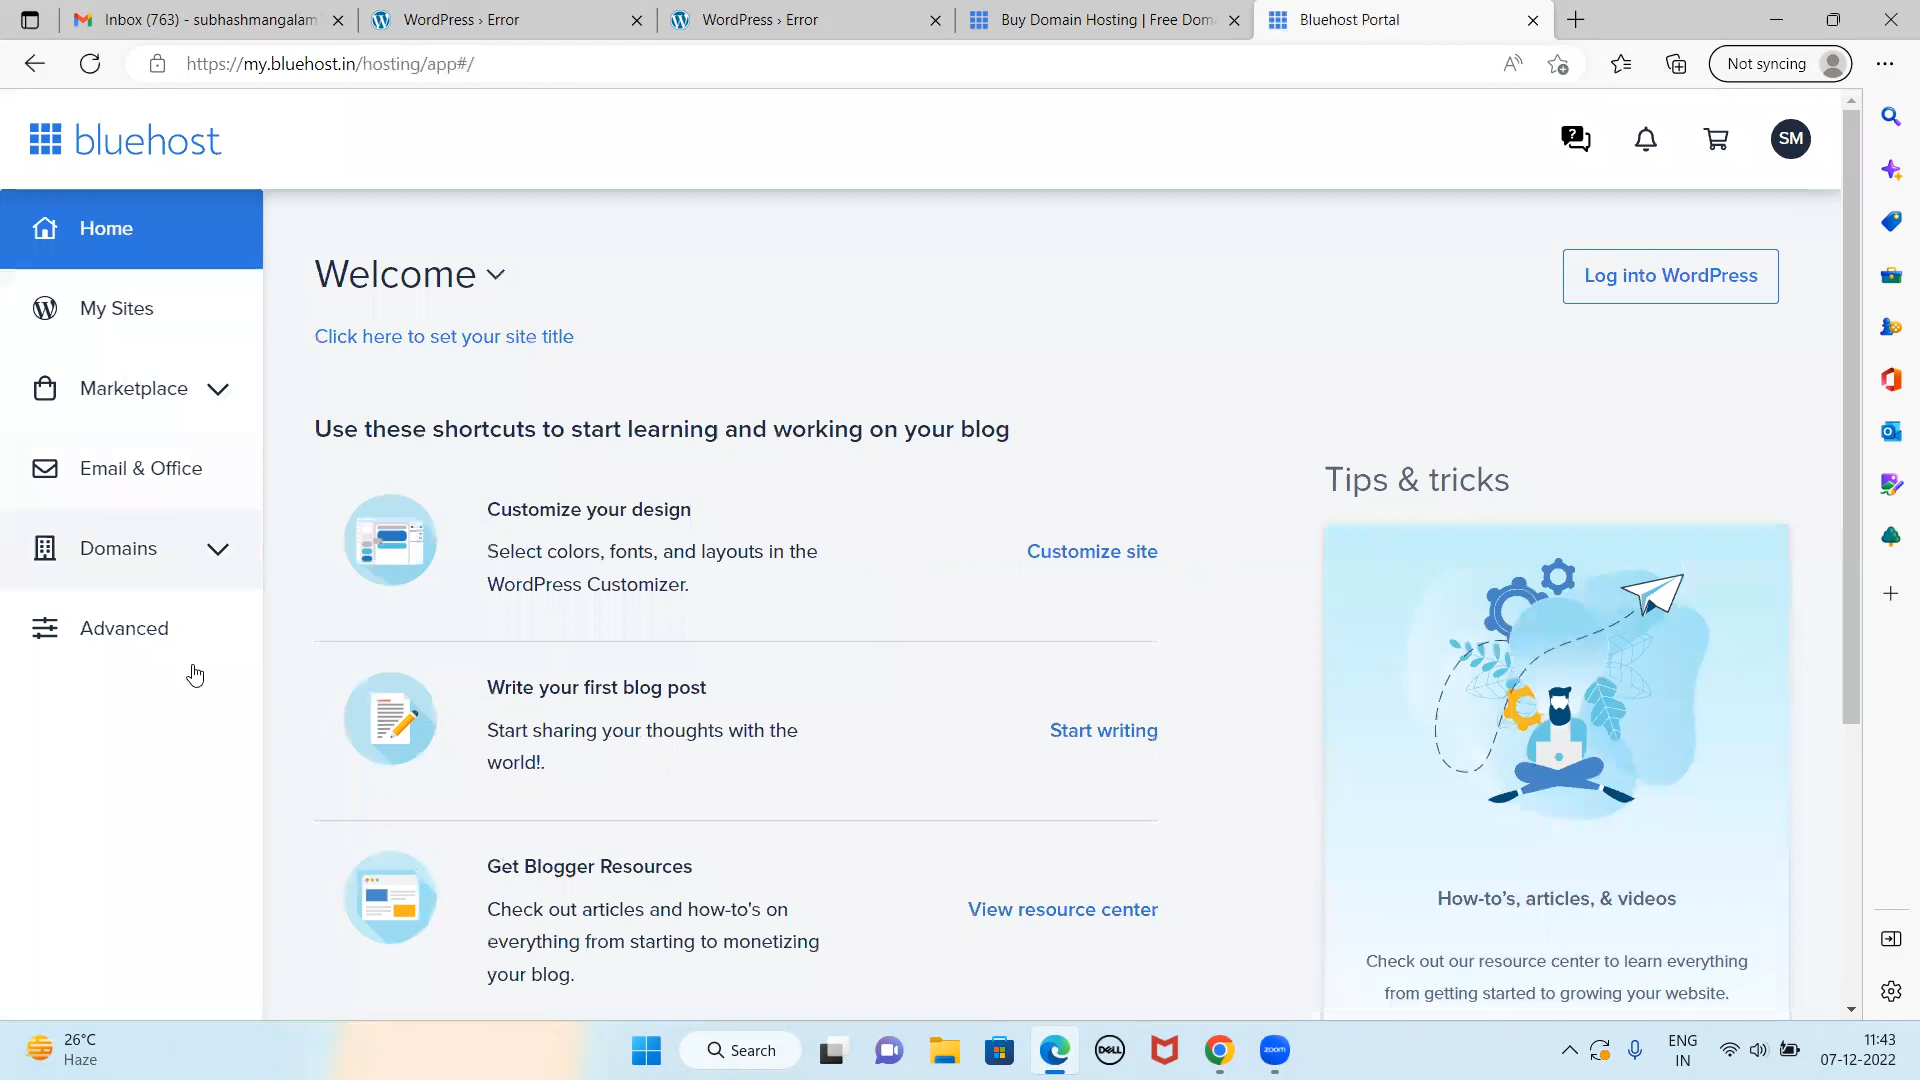 Inbox (763) - subhashmangalam
WordPress › Error
WordPress › Error
Buy Domain Hosting | Free Dom
Bluehost Portal
https://my.bluehost.in/hosting/app#/
Not syncing
bluehost
SM
Home
My Sites
Marketplace
Email & Office
Domains
Advanced
Welcome
Log into WordPress
Click here to set your site title
Use these shortcuts to start learning and working on your blog
Customize your design
Select colors, fonts, and layouts in the
WordPress Customizer.
Customize site
Write your first blog post
Start sharing your thoughts with the
world!.
Start writing
Get Blogger Resources
Check out articles and how-to's on
everything from starting to monetizing
your blog.
View resource center
Tips & tricks
How-to’s, articles, & videos
Check out our resource center to learn everything
from getting started to growing your website.
26°C
Haze
Search
DELL
zoom
ENG
IN
11:43
07-12-2022